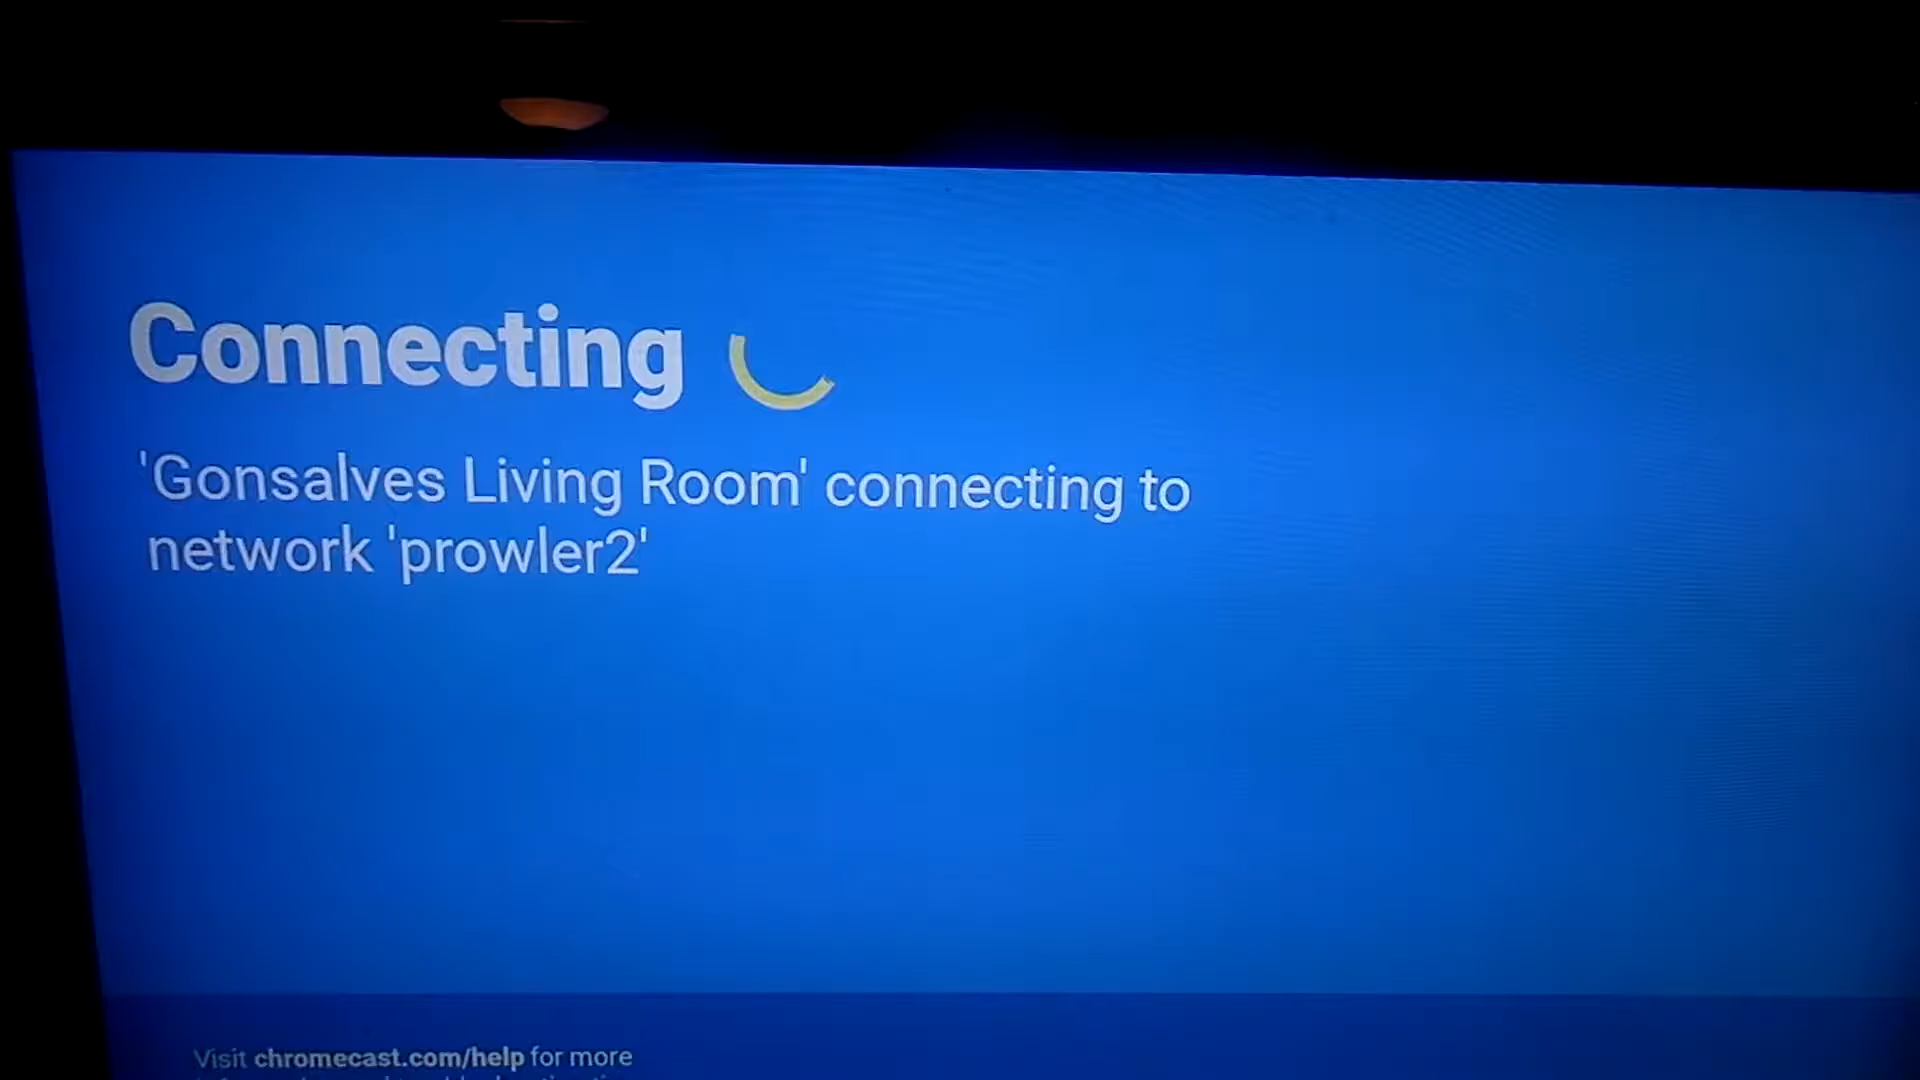 Connecting
'Gonsalves Living Room' connecting to
network 'prowler2'
Visit chromecast.com/help for more